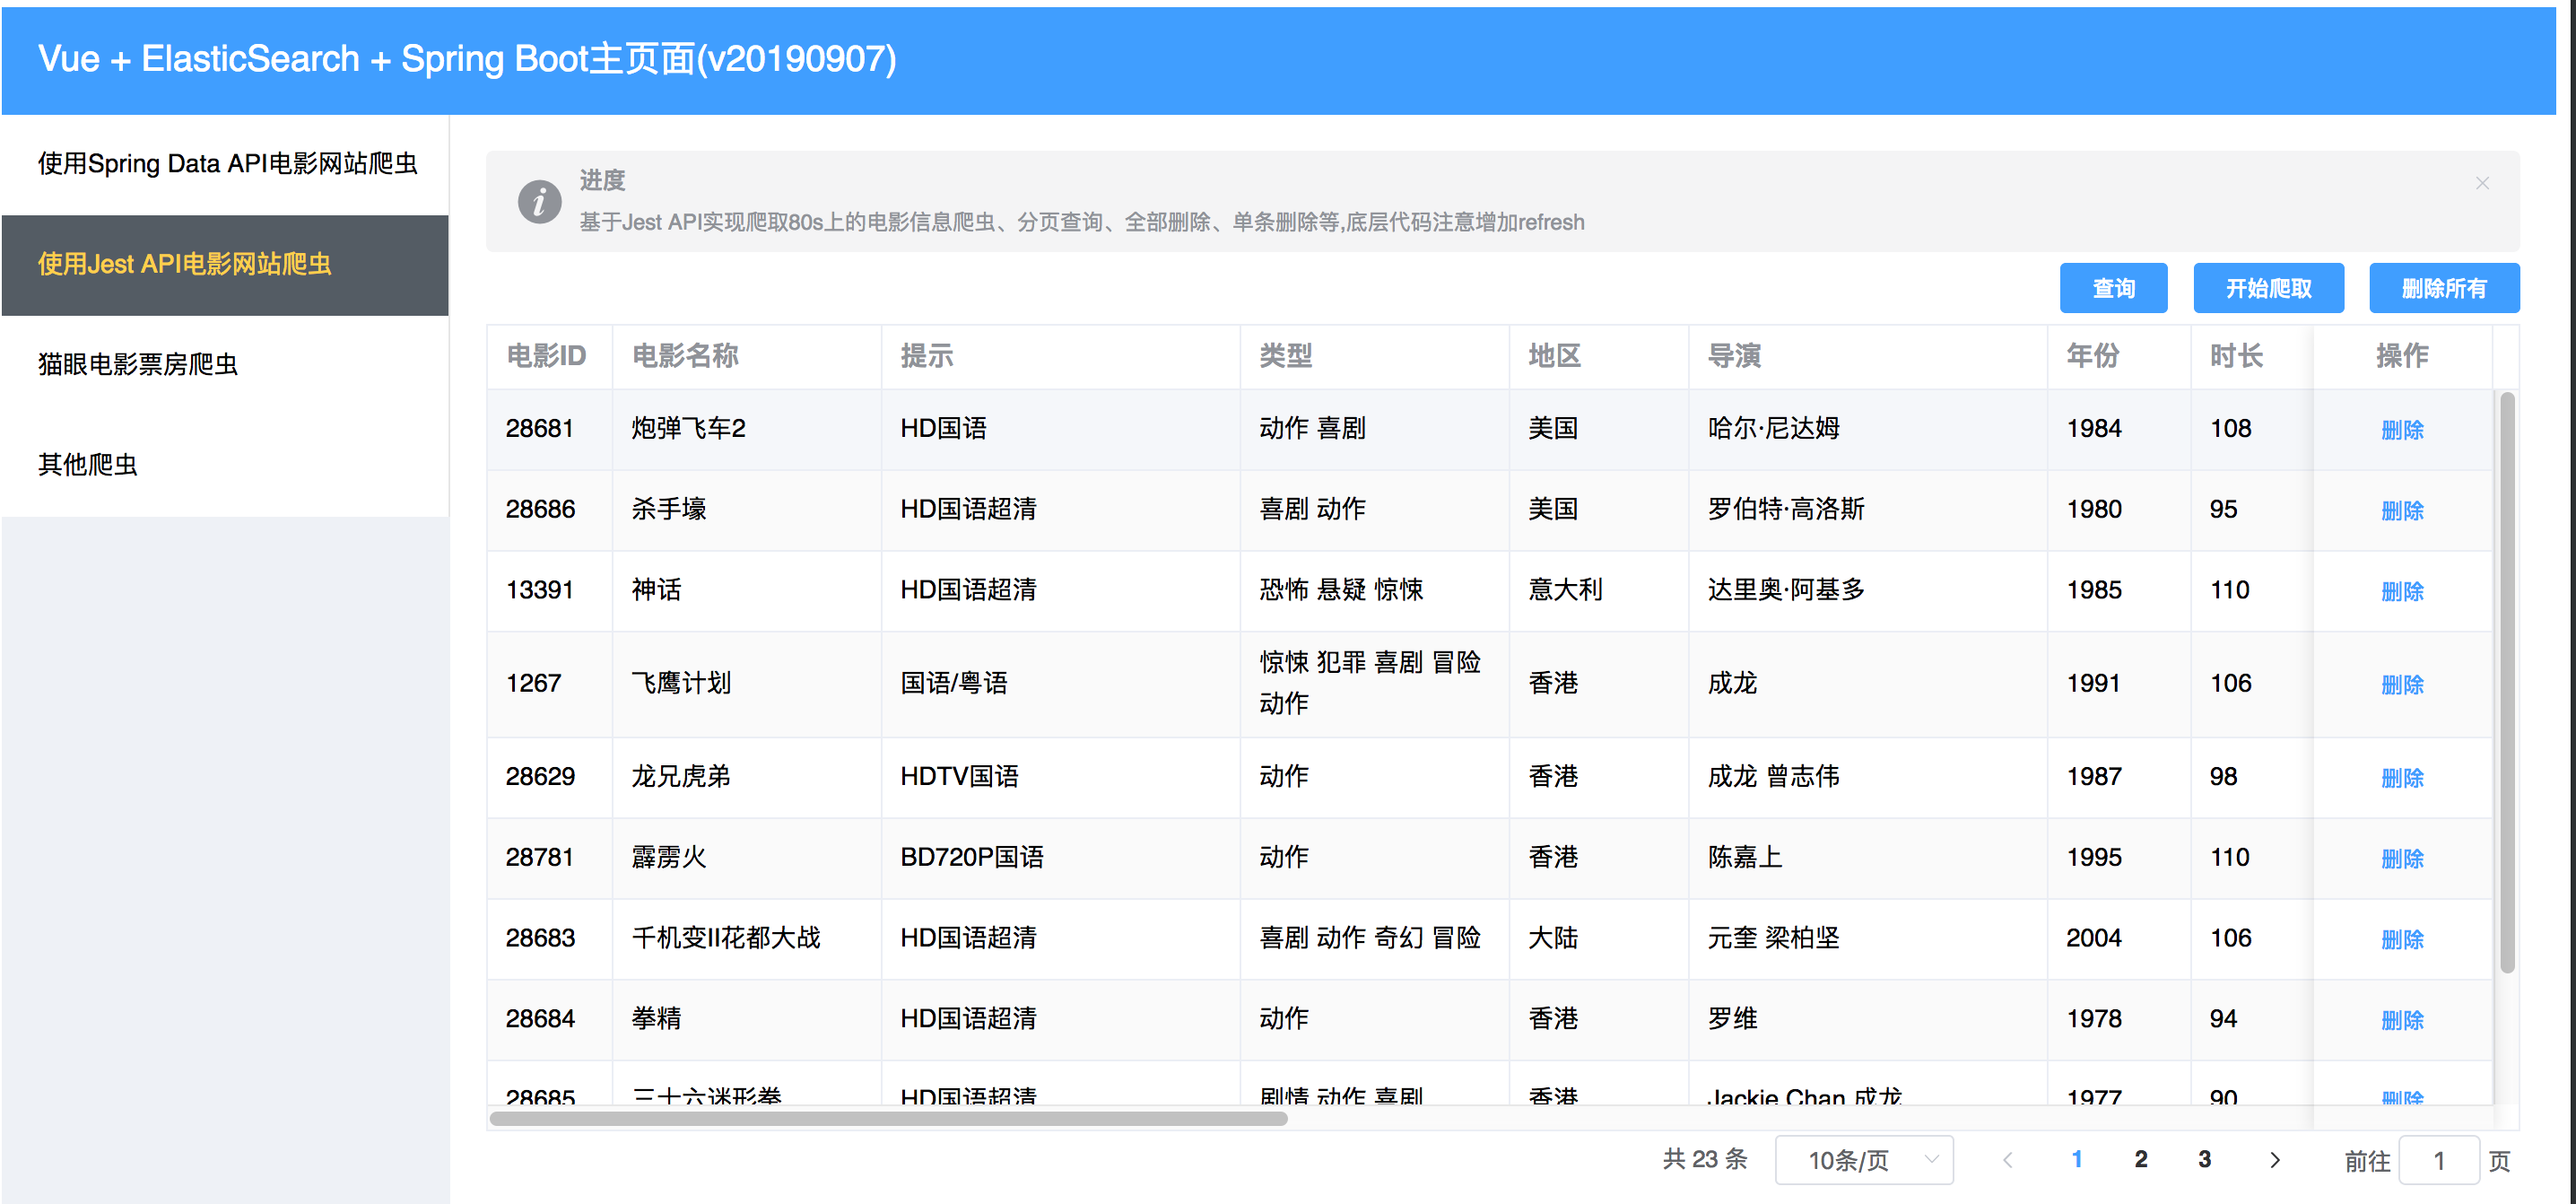 Vue + ElasticSearch + Spring Boot主页面(v20190907)
使用Spring Data API电影网站爬虫
使用Jest API电影网站爬虫
猫眼电影票房爬虫
其他爬虫
进度
基于Jest API实现爬取80s上的电影信息爬虫、分页查询、全部删除、单条删除等,底层代码注意增加refresh
查询 开始爬取 删除所有
电影ID 电影名称 提示 类型 地区 导演 年份 时长 操作
28681 炮弹飞车2 HD国语 动作 喜剧 美国 哈尔·尼达姆 1984 108 删除
28686 杀手壕 HD国语超清 喜剧 动作 美国 罗伯特·高洛斯 1980 95 删除
13391 神话 HD国语超清 恐怖 悬疑 惊悚 意大利 达里奥·阿基多 1985 110 删除
1267 飞鹰计划 国语/粤语 惊悚 犯罪 喜剧 冒险 香港 成龙 1991 106 删除
动作
28629 龙兄虎弟 HDTV国语 动作 香港 成龙 曾志伟 1987 98 删除
28781 霹雳火 BD720P国语 动作 香港 陈嘉上 1995 110 删除
28683 千机变II花都大战 HD国语超清 喜剧 动作 奇幻 冒险 大陆 元奎 梁柏坚 2004 106 删除
28684 拳精 HD国语超清 动作 香港 罗维 1978 94 删除
28685 三十六迷形拳 HD国语超清 剧情 动作 喜剧 香港 Jackie Chan 成龙 1977 90 删除
共 23 条 10条/页 1 2 3 前往 1 页